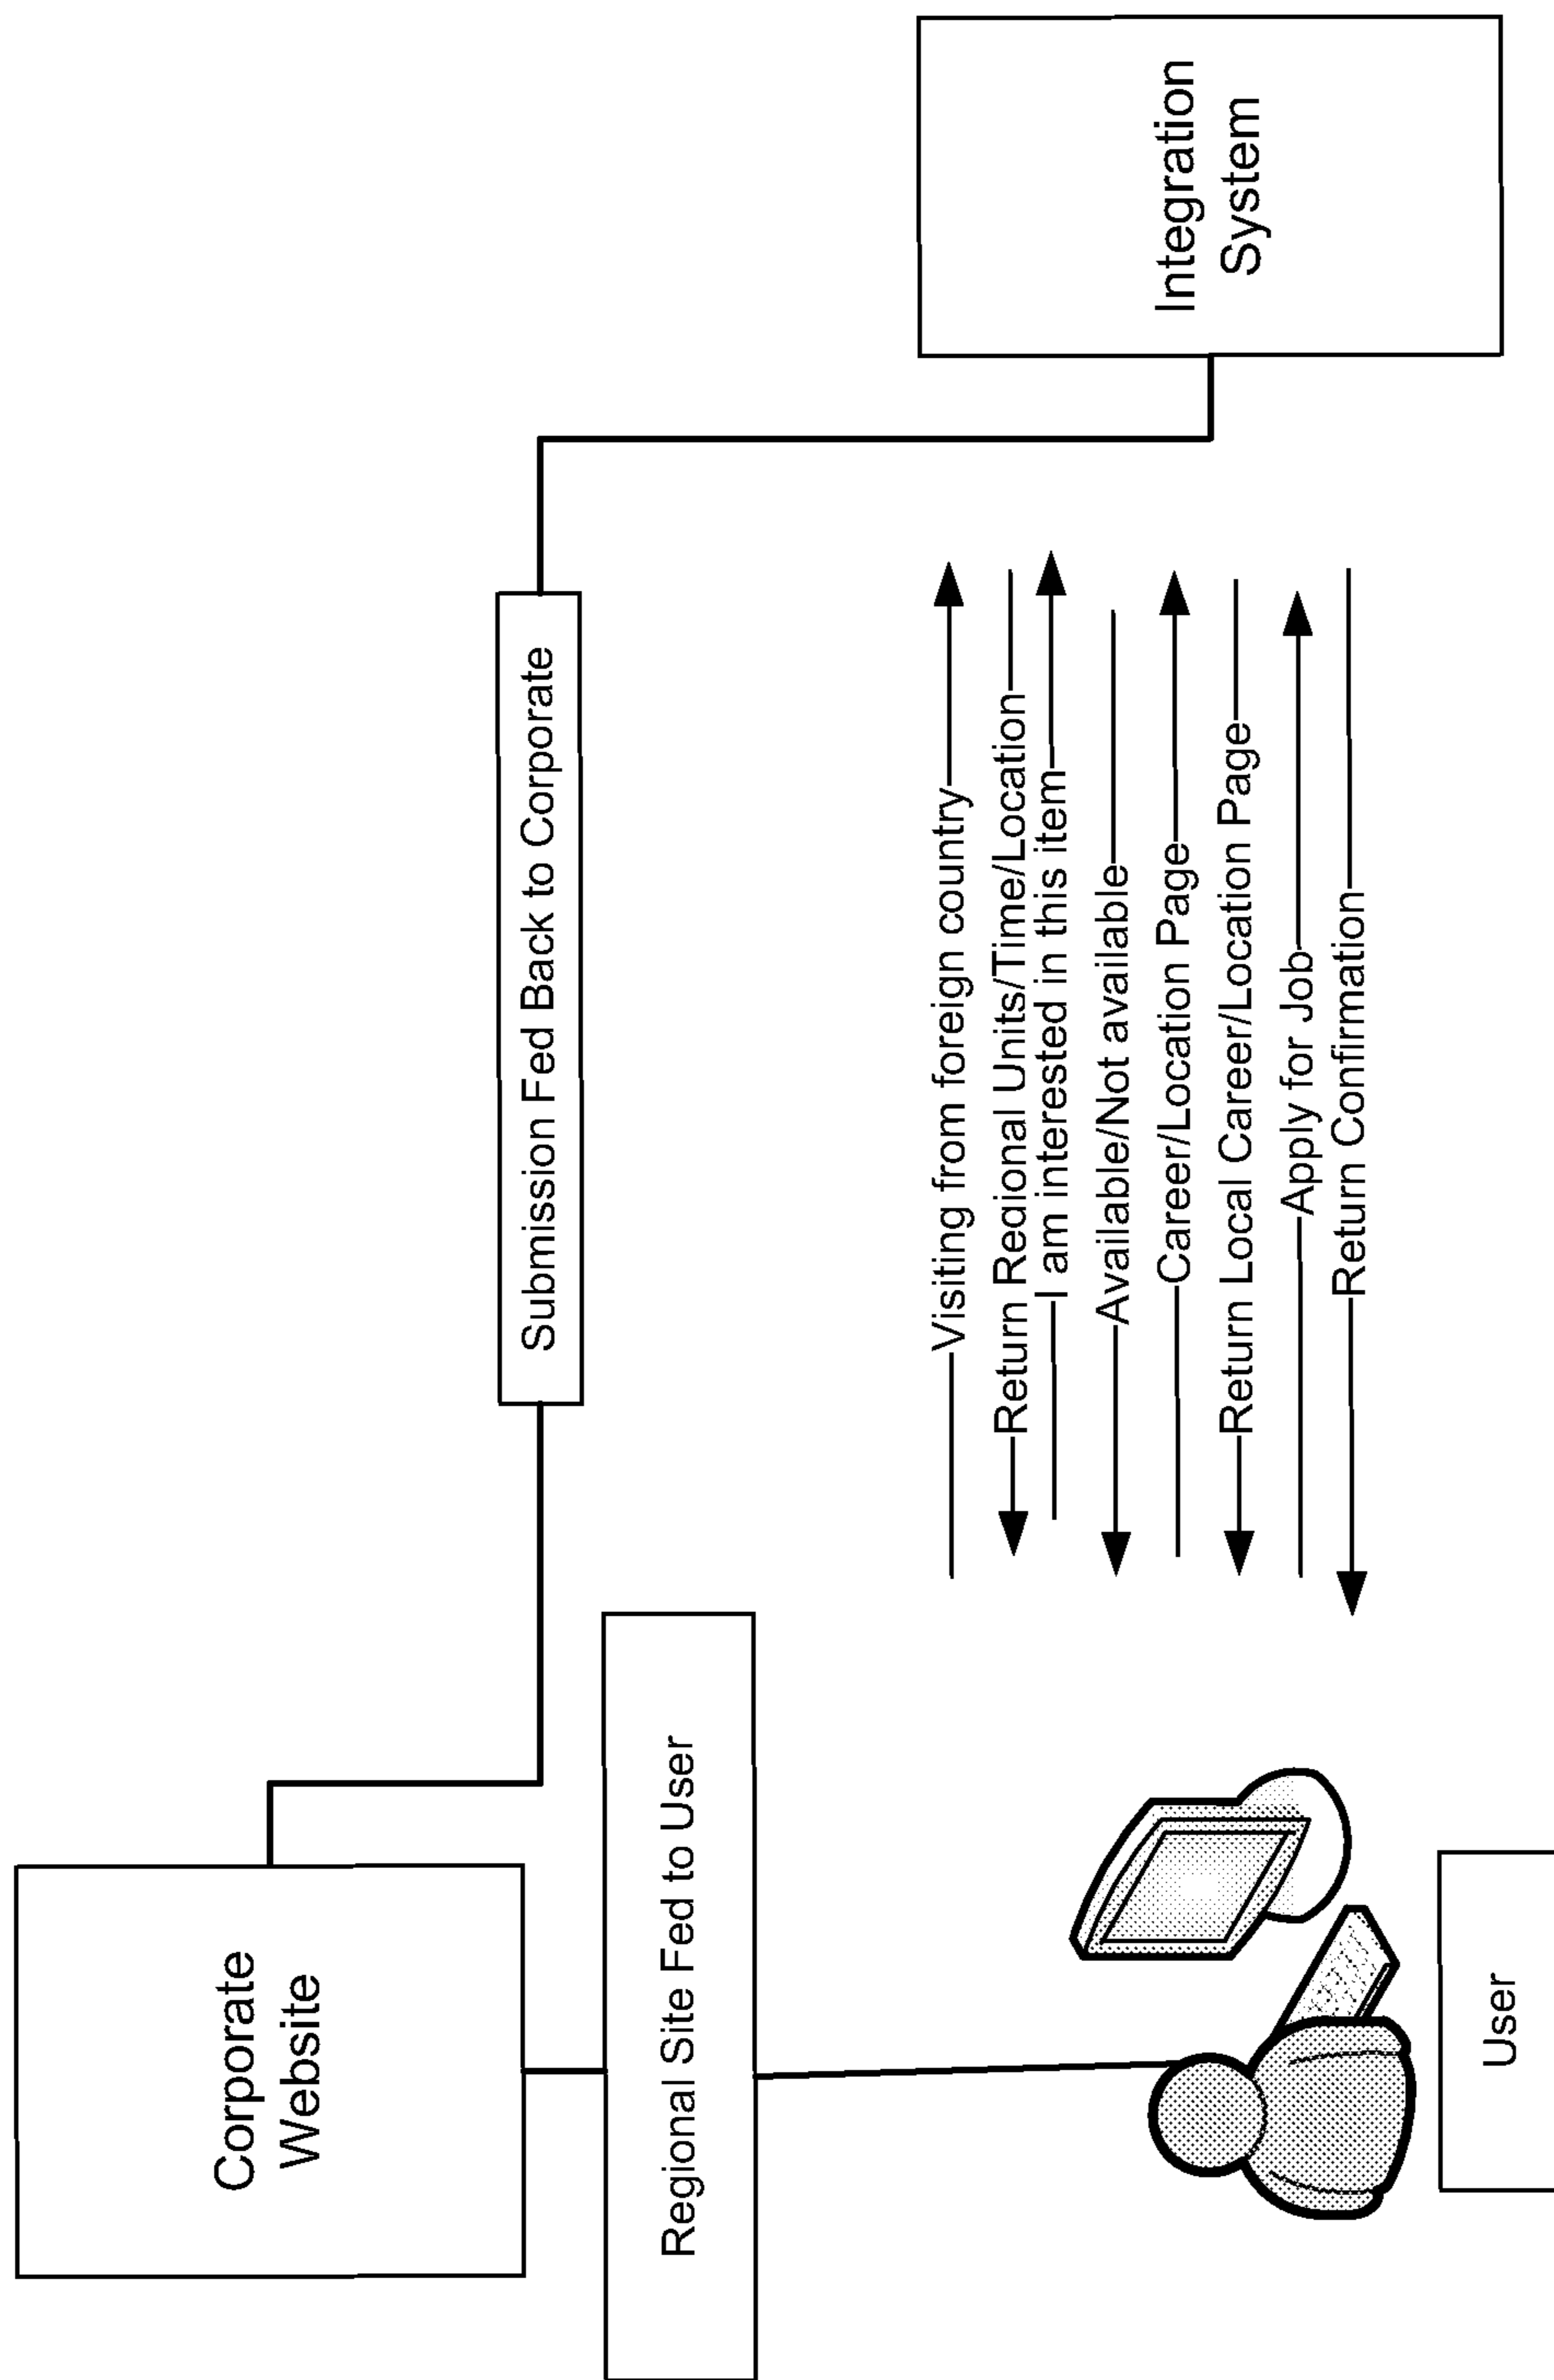 Corporate
Website
Submission Fed Back to Corporate
Regional Site Fed to User
Integration
System
Visiting from foreign country
Return Regional Units/Time/Location
I am interested in this item
Available/Not available
Career/Location Page
Return Local Career/Location Page
Apply for Job
Return Confirmation
User